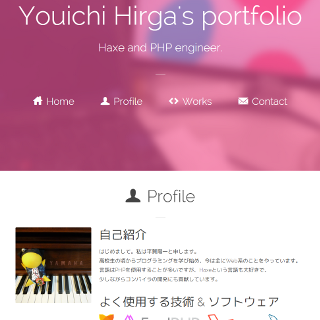 Youichi Hirga's portfolio
Haxe and PHP engineer
Home
Profile
Works
Contact
Profile
自己紹介
はじめまして。私は平賀陽一と申します。
高校生の頃からプログラミングを学び始め、今は主にWeb系のことをやっています。
言語はPHPを使用することが多いですが、Haxeという言語も大好きで、
少しながらコンパイラの開発にも貢献しています。
よく使用する技術 & ソフトウェア